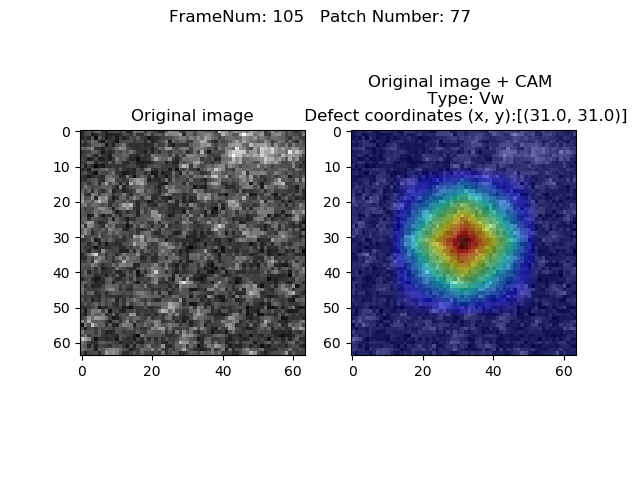 FrameNum: 105   Patch Number: 77
Original image
0
10
20
30
40
50
60
0 20 40 60
Original image + CAM
Type: Vw
Defect coordinates (x, y):[(31.0, 31.0)]
0
10
20
30
40
50
60
0 20 40 60